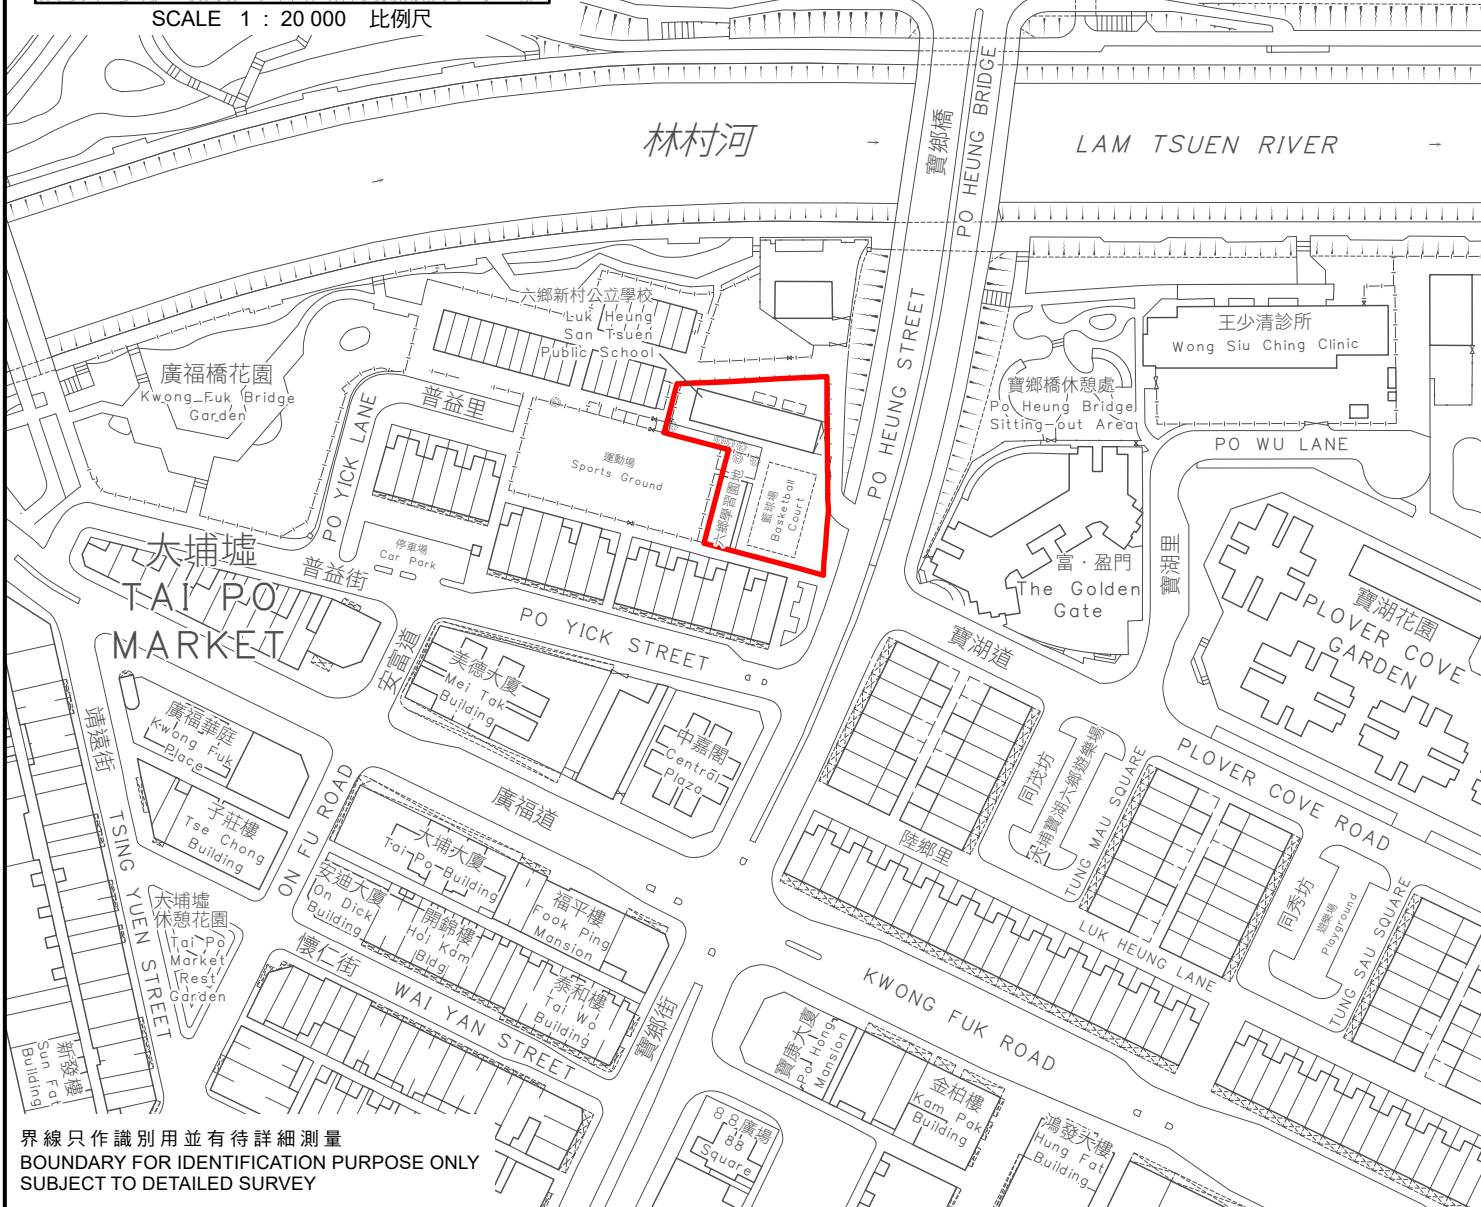 SCALE 1 : 20 000 比例尺
林村河
LAM TSUEN RIVER
寶鄉橋
PO HEUNG BRIDGE
六鄉新村公立學校
Luk Heung
San Tsuen
Public School
王少清診所
Wong Siu Ching Clinic
廣福橋花園
Kwong Fuk Bridge
Garden
普益里
PO YICK LANE
運動場
Sports Ground
六鄉學習園地
籃球場
Basketball
Court
PO HEUNG STREET
寶鄉橋休憩處
Po Heung Bridge
Sitting-out Area
PO WU LANE
寶湖里
大埔墟
TAI PO
MARKET
停車場
Car Park
普益街
PO YICK STREET
富．盈門
The Golden
Gate
寶湖花園
PLOVER COVE
GARDEN
寶湖道
PLOVER COVE ROAD
安富道
ON FU ROAD
美德大廈
Mei Tak
Building
中嘉閣
Central
Plaza
靖遠街
TSING YUEN STREET
廣福華庭
Kwong Fuk
Place
子莊樓
Tse Chong
Building
廣福道
KWONG FUK ROAD
大埔大廈
Tai Po Building
安迪大廈
On Dick
Building
開錦樓
Hoi Kam
Bldg
福平樓
Fook Ping
Mansion
泰和樓
Tai Wo
Building
大埔墟
休憩花園
Tai Po
Market
Rest
Garden
懷仁街
WAI YAN STREET
寶鄉街
同茂坊
大埔寶湖六鄉遊樂場
TUNG MAU SQUARE
陸鄉里
LUK HEUNG LANE
同秀坊
遊樂場
Playground
TUNG SAU SQUARE
新發樓
Sun Fat
Building
寶康大廈
Po Hong
Mansion
金柏樓
Kam Pak
Building
鴻發大樓
Hung Fat
Building
88廣場
88
Square
界線只作識別用並有待詳細測量
BOUNDARY FOR IDENTIFICATION PURPOSE ONLY
SUBJECT TO DETAILED SURVEY